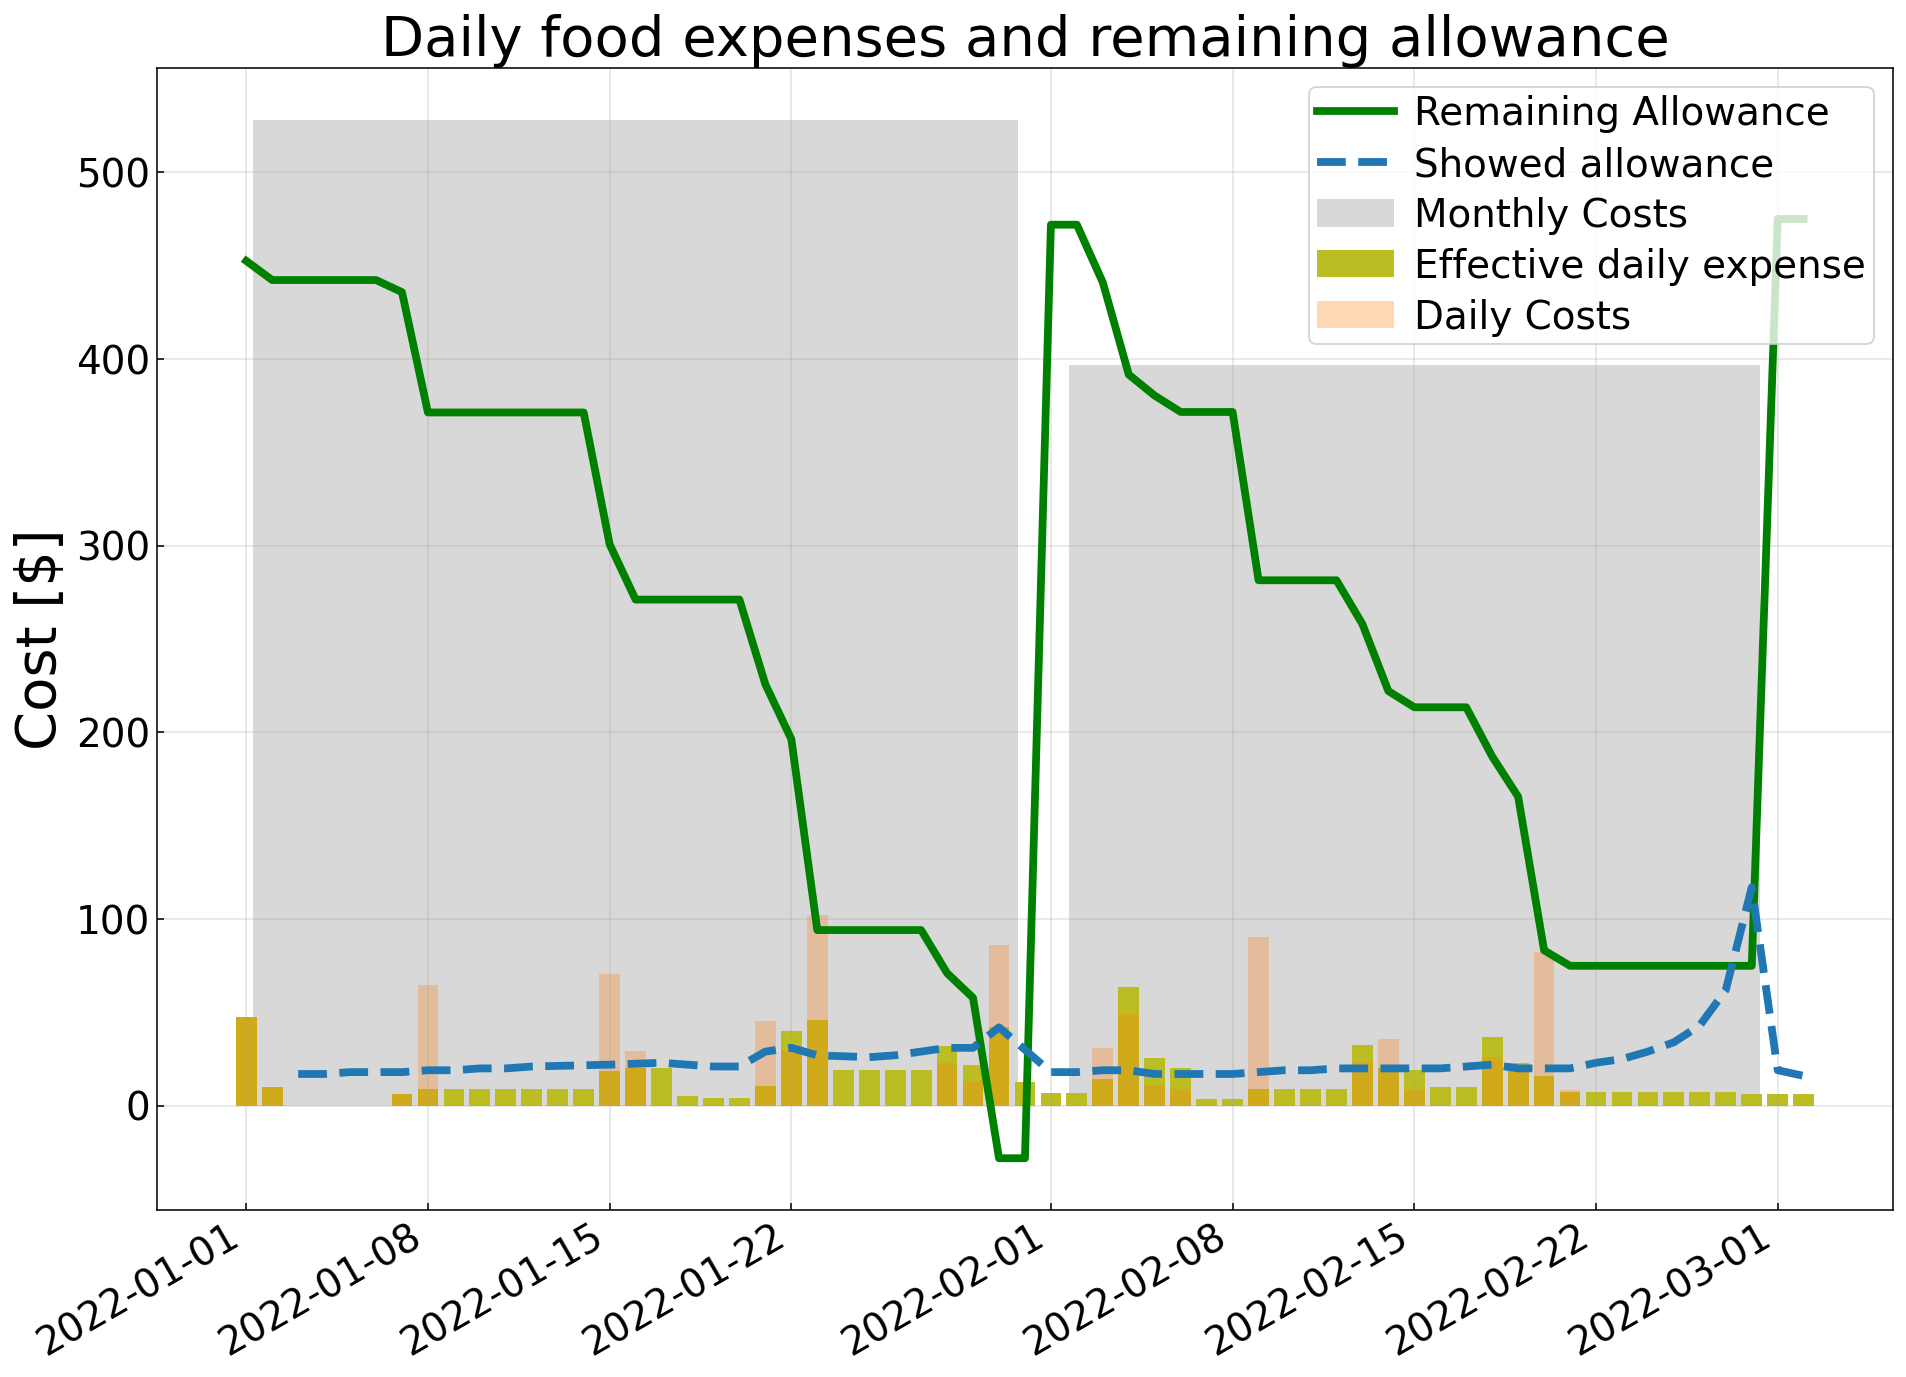 Daily food expenses and remaining allowance
Remaining Allowance
Showed allowance
Monthly Costs
Effective daily expense
Daily Costs
Cost [$]
500
400
300
200
100
0
2022-01-01
2022-01-08
2022-01-15
2022-01-22
2022-02-01
2022-02-08
2022-02-15
2022-02-22
2022-03-01